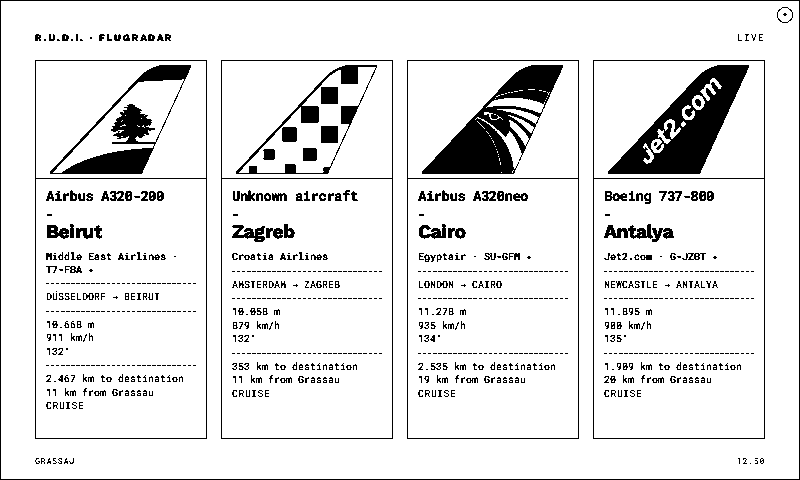 R.U.D.I. · FLUGRADAR
LIVE
Airbus A320-200
-
Beirut
Middle East Airlines ·
T7-FBA ✦
DÜSSELDORF → BEIRUT
10.668 m
911 km/h
132°
2.467 km to destination
11 km from Grassau
CRUISE
Unknown aircraft
-
Zagreb
Croatia Airlines
AMSTERDAM → ZAGREB
10.058 m
879 km/h
132°
353 km to destination
11 km from Grassau
CRUISE
Airbus A320neo
-
Cairo
Egyptair · SU-GFM ✦
LONDON → CAIRO
11.278 m
935 km/h
134°
2.535 km to destination
19 km from Grassau
CRUISE
Jet2.com
Boeing 737-800
-
Antalya
Jet2.com · G-JZBT ✦
NEWCASTLE → ANTALYA
11.895 m
900 km/h
135°
1.909 km to destination
20 km from Grassau
CRUISE
GRASSAU
12.50